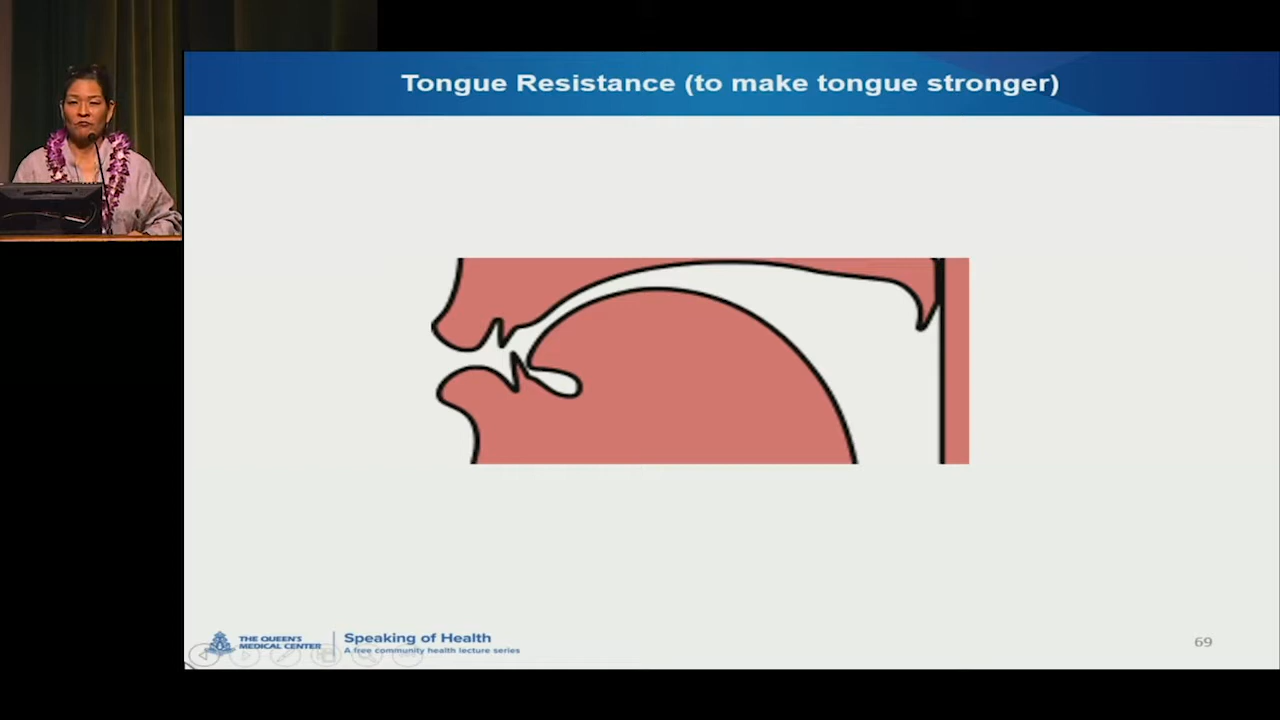 Tongue Resistance (to make tongue stronger)
THE QUEEN'S
MEDICAL CENTER
Speaking of Health
A free community health lecture series
69